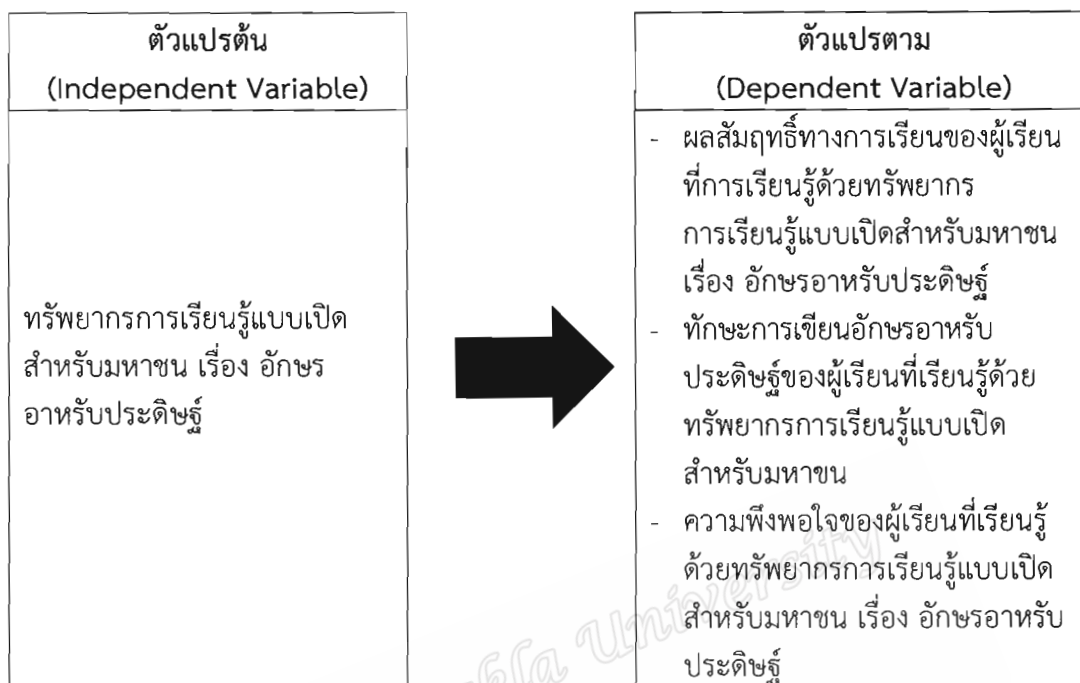 ตัวแปรต้น
(Independent Variable)
ทรัพยากรการเรียนรู้แบบเปิด
สำหรับมหาชน เรื่อง อักษร
อาหรับประดิษฐ์
ตัวแปรตาม
(Dependent Variable)
- ผลสัมฤทธิ์ทางการเรียนของผู้เรียน
ที่การเรียนรู้ด้วยทรัพยากร
การเรียนรู้แบบเปิดสำหรับมหาชน
เรื่อง อักษรอาหรับประดิษฐ์
- ทักษะการเขียนอักษรอาหรับ
ประดิษฐ์ของผู้เรียนที่เรียนรู้ด้วย
ทรัพยากรการเรียนรู้แบบเปิด
สำหรับมหาขน
- ความพึงพอใจของผู้เรียนที่เรียนรู้
ด้วยทรัพยากรการเรียนรู้แบบเปิด
สำหรับมหาชน เรื่อง อักษรอาหรับ
ประดิษฐ์
University